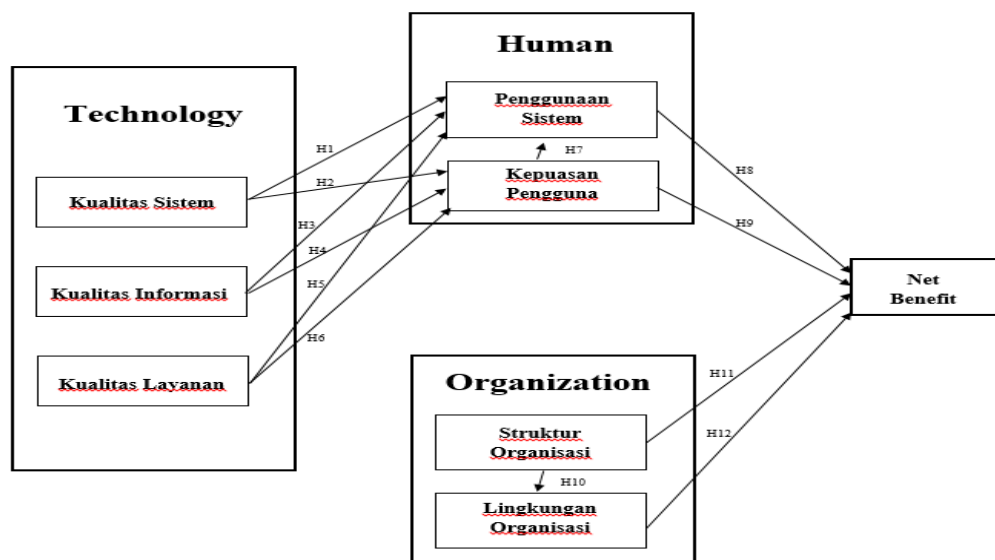 Technology
Kualitas Sistem
Kualitas Informasi
Kualitas Layanan
H1
H2
H3
H4
H5
H6
Human
Penggunaan
Sistem
H7
Kepuasan
Pengguna
H8
H9
Net
Benefit
Organization
Struktur
Organisasi
H10
Lingkungan
Organisasi
H11
H12